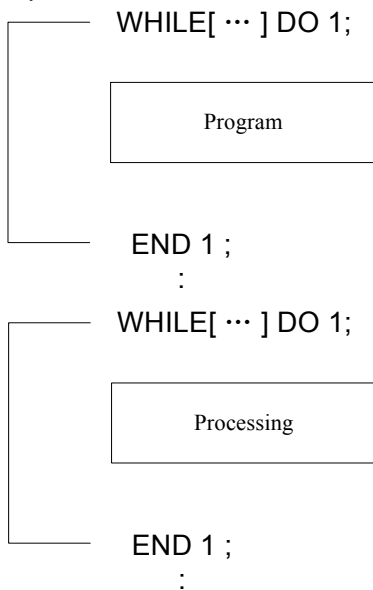 WHILE[ ··· ] DO 1;
Program
END 1 ;
:
WHILE[ ··· ] DO 1;
Processing
END 1 ;
: